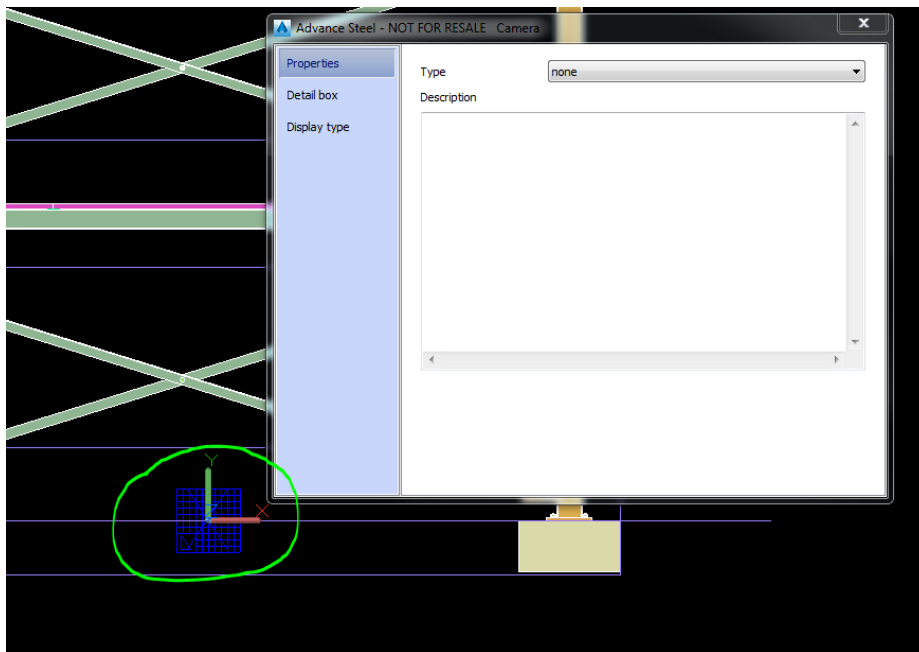 Advance Steel - NOT FOR RESALE Camera
Properties
Detail box
Display type
Type
none
Description
Y
X